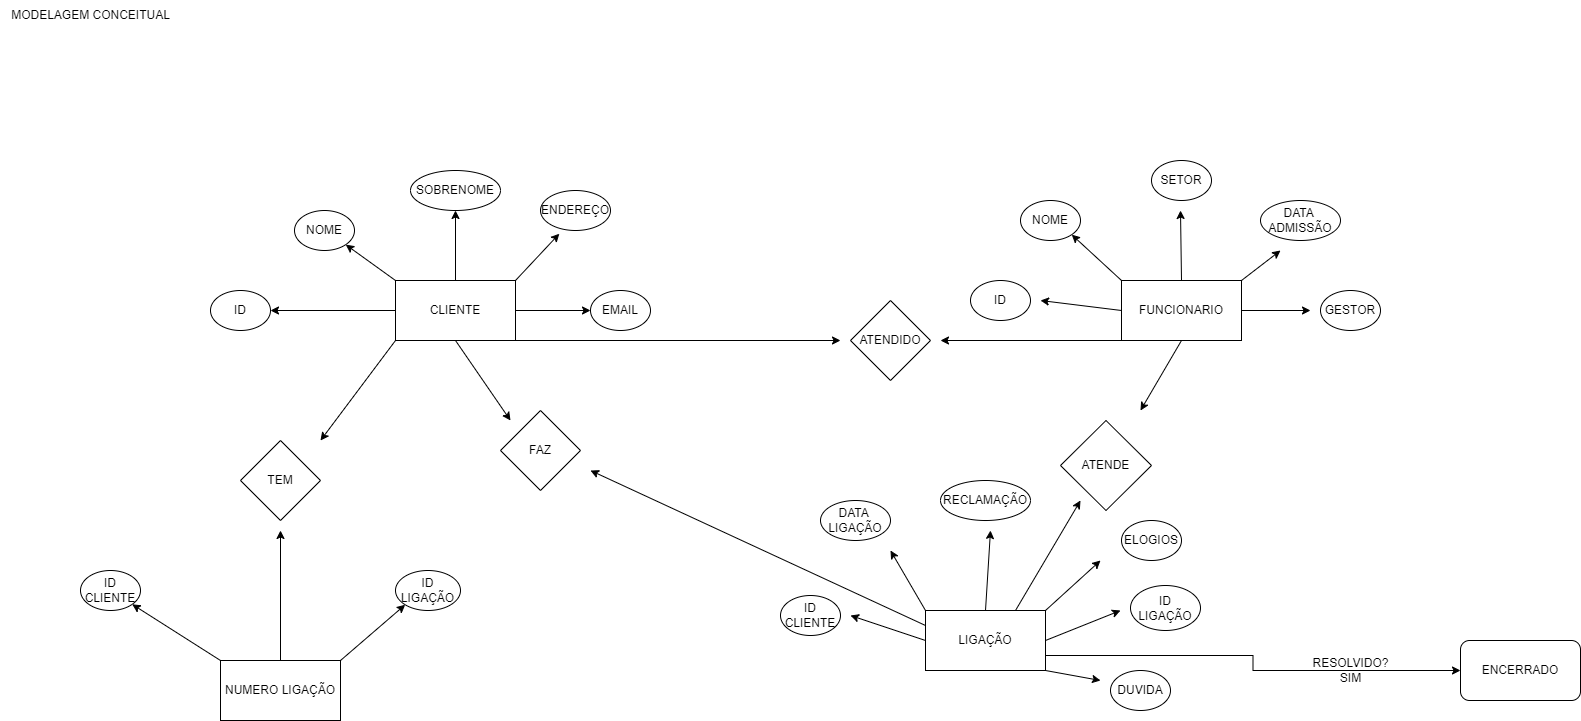 MODELAGEM CONCEITUAL
SOBRENOME
SETOR
ENDEREÇO
NOME
NOME
DATA
ADMISSÃO
ID
CLIENTE
EMAIL
ID
FUNCIONARIO
GESTOR
ATENDIDO
TEM
FAZ
ATENDE
DATA
LIGAÇÃO
RECLAMAÇÃO
ELOGIOS
ID
CLIENTE
ID
LIGAÇÃO
ID
CLIENTE
ID
LIGAÇÃO
LIGAÇÃO
NUMERO LIGAÇÃO
DUVIDA
RESOLVIDO?
SIM
ENCERRADO